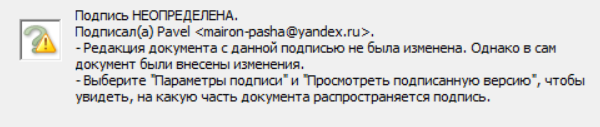 Подпись НЕОПРЕДЕЛЕНА.
Подписал(а) Pavel <mairon-pasha@yandex.ru>.
- Редакция документа с данной подписью не была изменена. Однако в сам
документ были внесены изменения.
- Выберите "Параметры подписи" и "Просмотреть подписанную версию", чтобы
увидеть, на какую часть документа распространяется подпись.